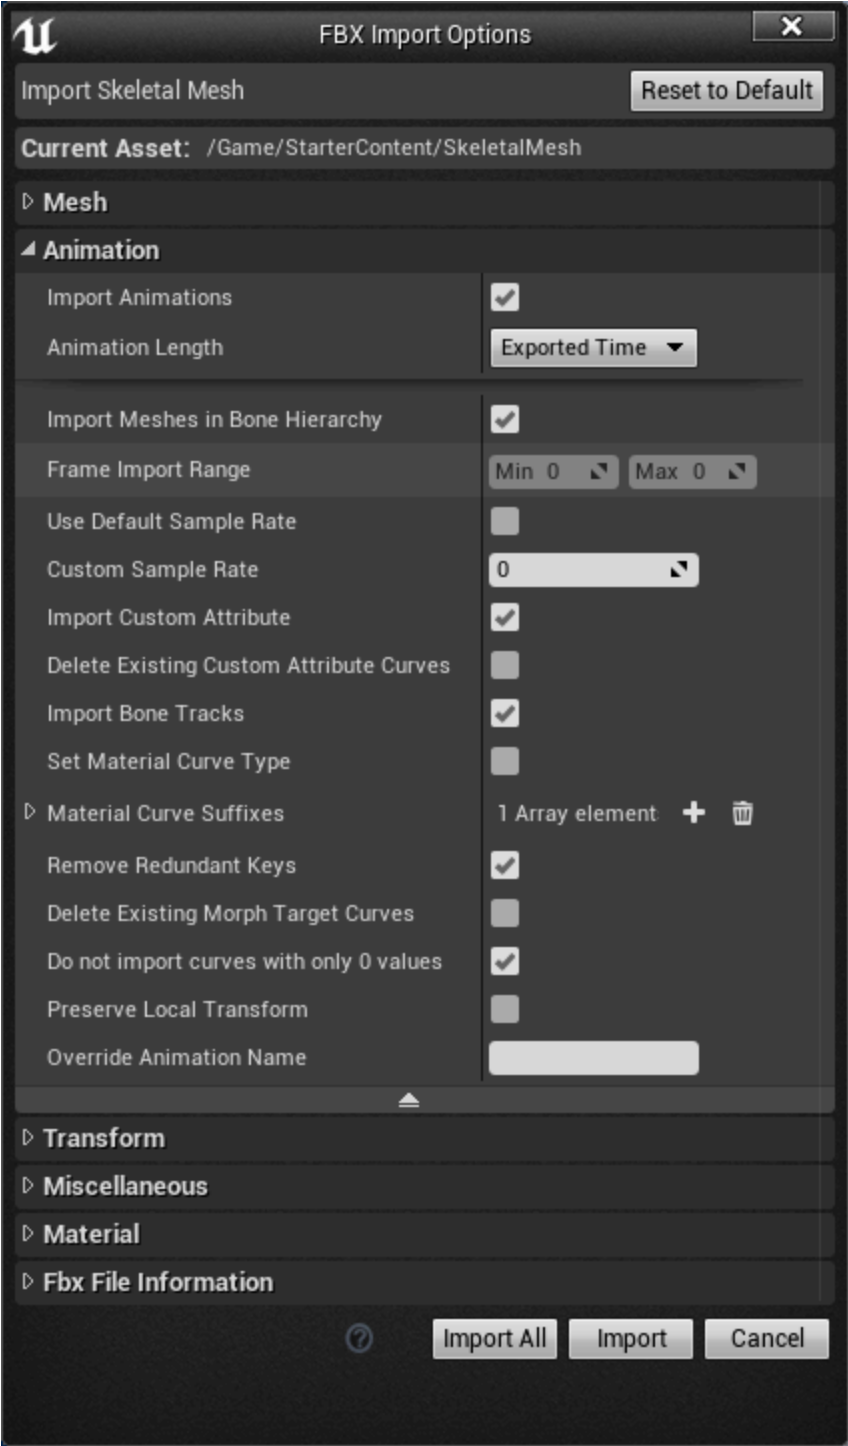 FBX Import Options
Import Skeletal Mesh
Reset to Default
Current Asset: /Game/StarterContent/SkeletalMesh
Mesh
Animation
Import Animations
Animation Length Exported Time
Import Meshes in Bone Hierarchy
Frame Import Range Min 0 Max 0
Use Default Sample Rate
Custom Sample Rate 0
Import Custom Attribute
Delete Existing Custom Attribute Curves
Import Bone Tracks
Set Material Curve Type
Material Curve Suffixes 1 Array element
Remove Redundant Keys
Delete Existing Morph Target Curves
Do not import curves with only 0 values
Preserve Local Transform
Override Animation Name
Transform
Miscellaneous
Material
Fbx File Information
? Import All Import Cancel